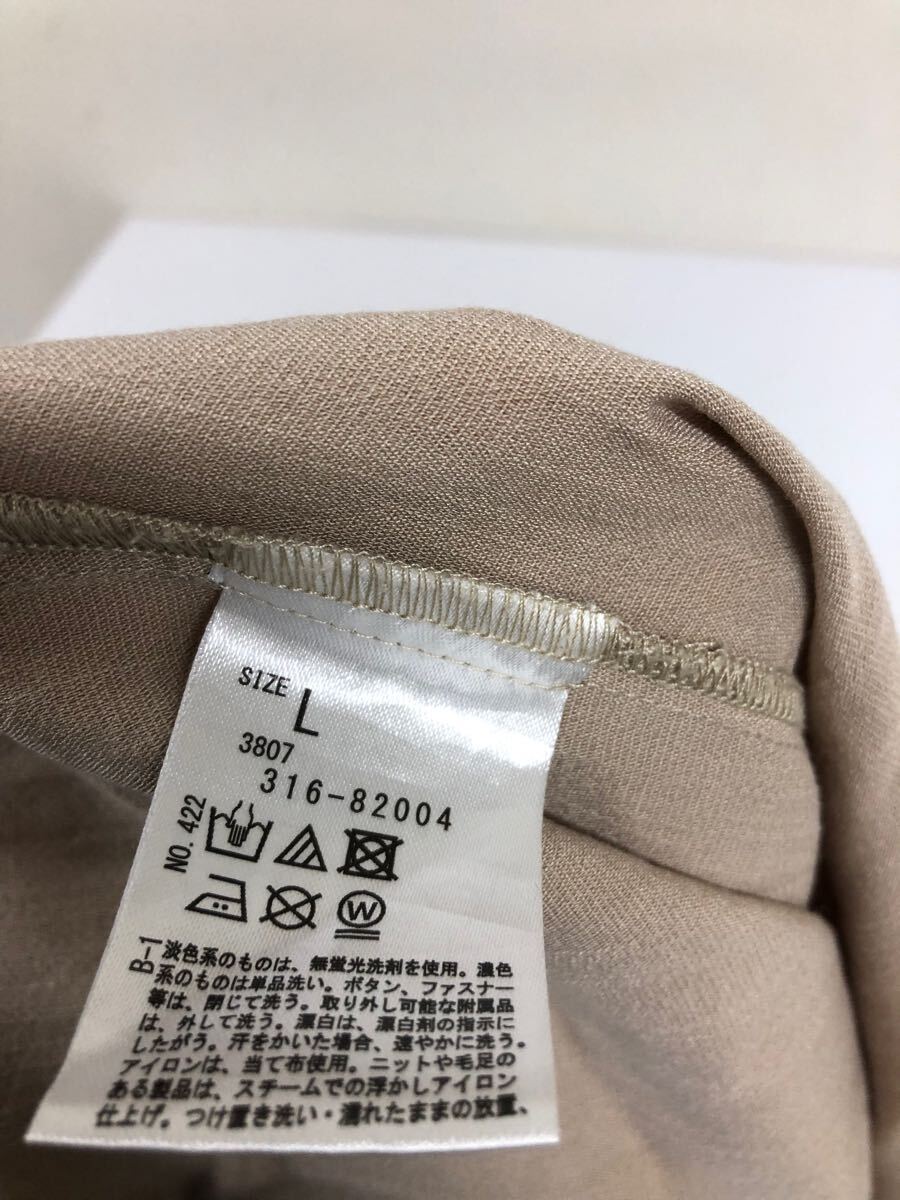 SIZE L
3807
316-82004
NO. 422
W
B-1
淡色系のものは、無蛍光洗剤を使用。濃色
系のものは単品洗い。ボタン、ファスナー
等は、閉じて洗う。取り外し可能な附属品
は、外して洗う。漂白は、漂白剤の指示に
したがう。汗をかいた場合、速やかに洗う。
アイロンは、当て布使用。ニットや毛足の
ある製品は、スチームでの浮かしアイロン
仕上げ。つけ置き洗い・濡れたままの放置、